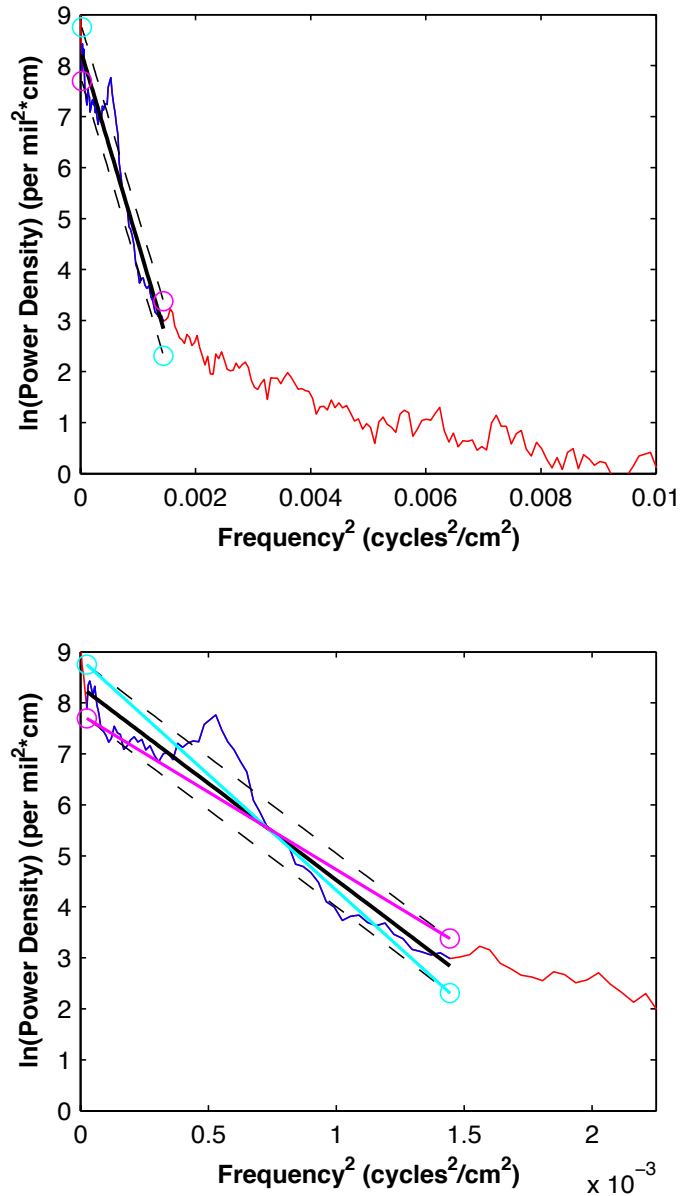 9
8
7
6
5
4
3
2
1
0
ln(Power Density) (per mil²*cm)
0 0.002 0.004 0.006 0.008 0.01
Frequency² (cycles²/cm²)
9
8
7
6
5
4
3
2
1
0
ln(Power Density) (per mil²*cm)
0 0.5 1 1.5 2
Frequency² (cycles²/cm²)
x 10⁻³